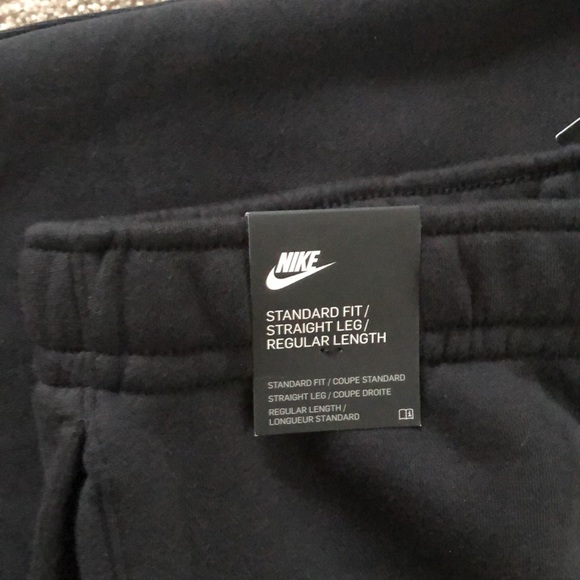 NIKE
STANDARD FIT/
STRAIGHT LEG/
REGULAR LENGTH
STANDARD FIT / COUPE STANDARD
STRAIGHT LEG / COUPE DROITE
REGULAR LENGTH /
LONGUEUR STANDARD